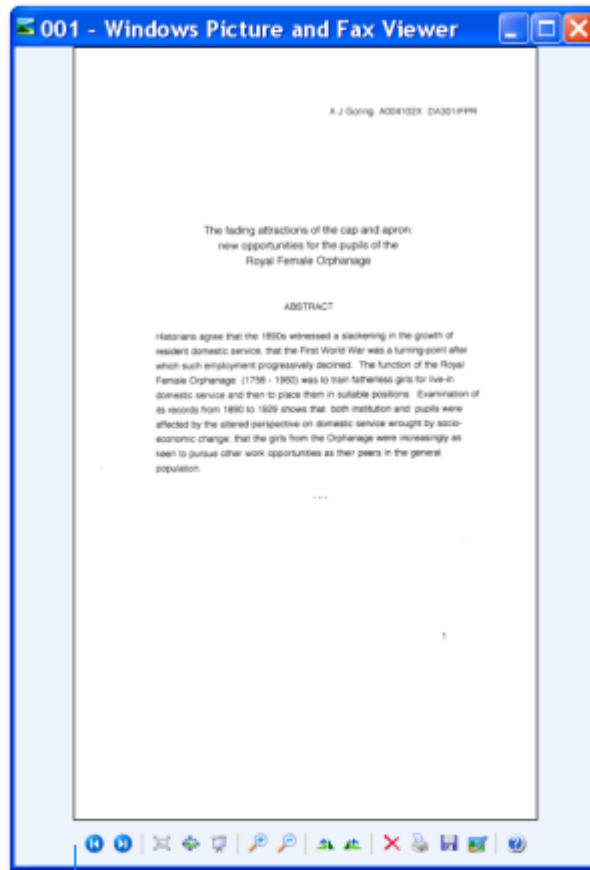 001 - Windows Picture and Fax Viewer
A J Goring A004102X DA301/FPR
The fading attractions of the cap and apron:
new opportunities for the pupils of the
Royal Female Orphanage
ABSTRACT
Historians agree that the 1890s witnessed a slackening in the growth of
resident domestic service, that the First World War was a turning-point after
which such employment progressively declined. The function of the Royal
Female Orphanage (1758 - 1960) was to train fatherless girls for live-in
domestic service and then to place them in suitable positions. Examination of
its records from 1890 to 1929 shows that both institution and pupils were
affected by the altered perspective on domestic service wrought by socio-
economic change; that the girls from the Orphanage were increasingly as
keen to pursue other work opportunities as their peers in the general
population.
---
1